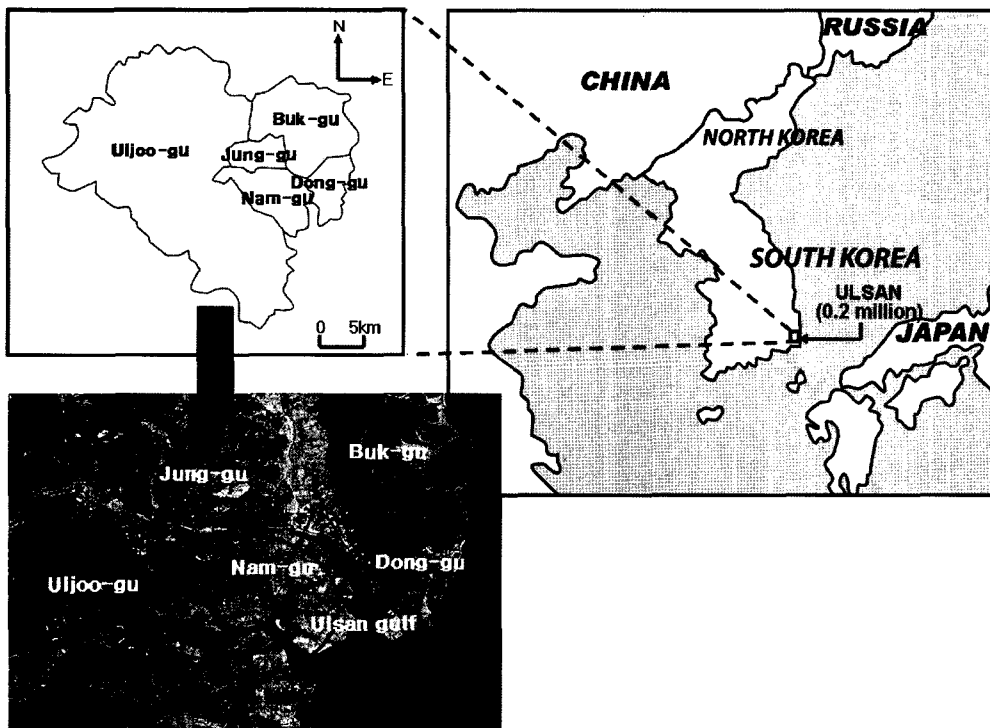 N
E
Buk-gu
Uljoo-gu
Jung-gu
Dong-gu
Nam-gu
0 5km
RUSSIA
CHINA
NORTH KOREA
SOUTH KOREA
ULSAN
(0.2 million)
JAPAN
Buk-gu
Jung-gu
Dong-gu
Nam-gu
Uljoo-gu
Ulsan gulf